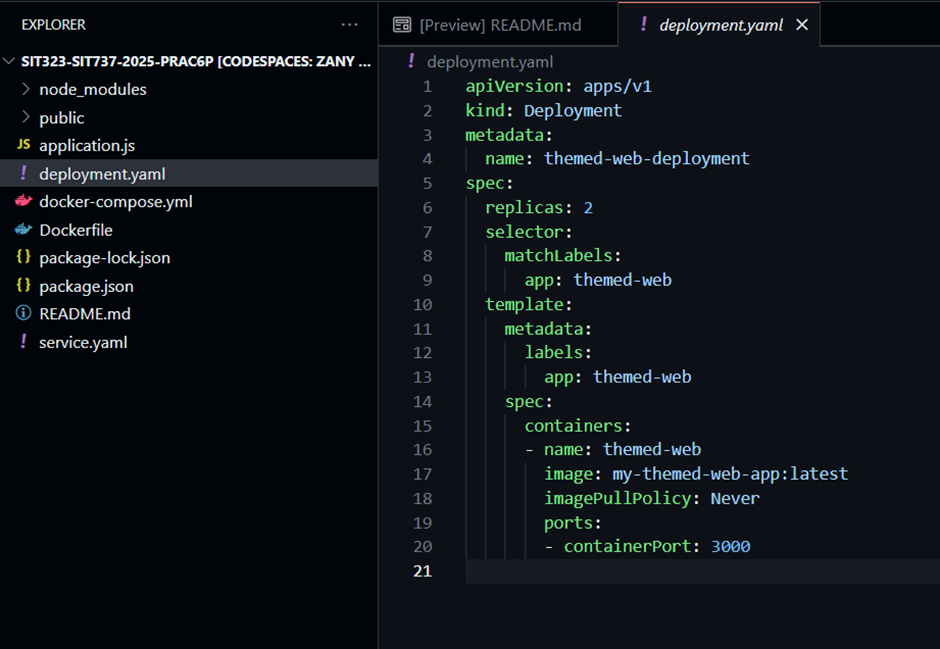 EXPLORER
...
SIT323-SIT737-2025-PRAC6P [CODESPACES: ZANY ...
node_modules
public
JS application.js
! deployment.yaml
docker-compose.yml
Dockerfile
{} package-lock.json
{} package.json
README.md
! service.yaml
[Preview] README.md
! deployment.yaml
! deployment.yaml
1 apiVersion: apps/v1
2 kind: Deployment
3 metadata:
4   name: themed-web-deployment
5 spec:
6   replicas: 2
7   selector:
8     matchLabels:
9       app: themed-web
10   template:
11     metadata:
12       labels:
13         app: themed-web
14     spec:
15       containers:
16       - name: themed-web
17         image: my-themed-web-app:latest
18         imagePullPolicy: Never
19         ports:
20         - containerPort: 3000
21